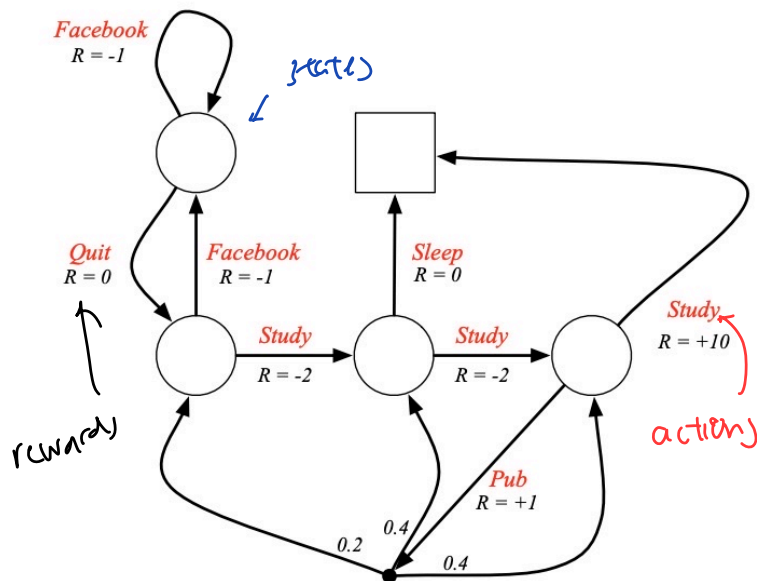 Facebook
R = -1
states
Quit
R = 0
Facebook
R = -1
Sleep
R = 0
rewards
Study
R = -2
Study
R = -2
Study
R = +10
actions
Pub
R = +1
0.2
0.4
0.4